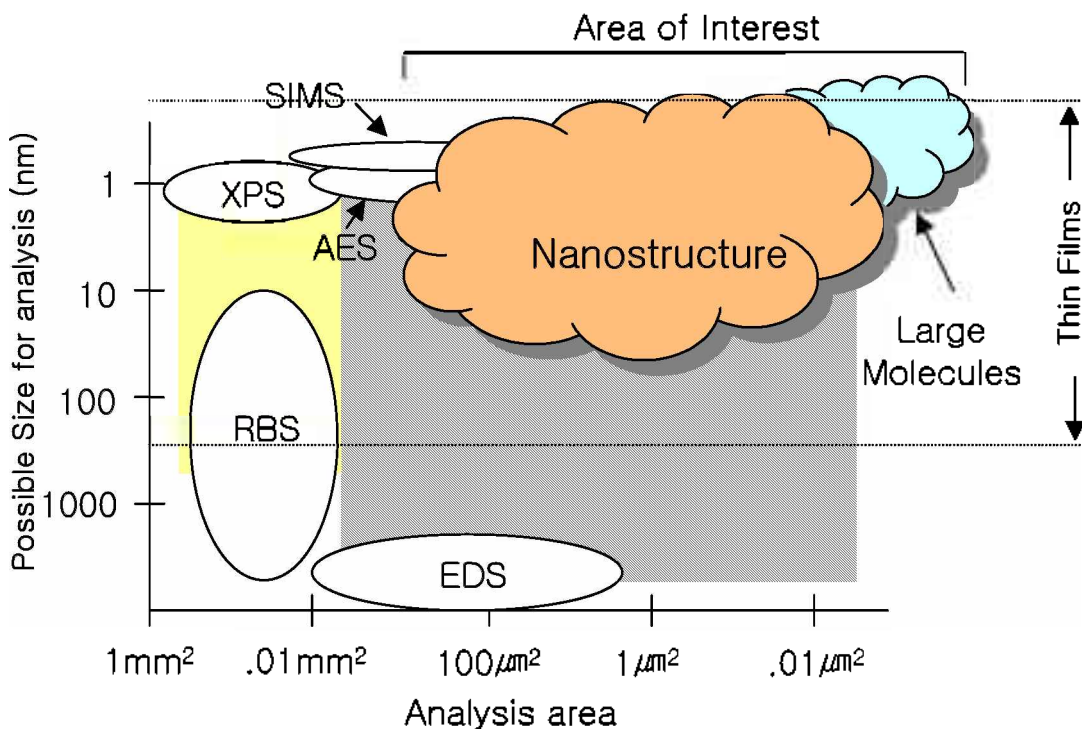 Area of Interest
SIMS
Possible Size for analysis (nm)
1
XPS
AES
Nanostructure
10
Thin Films
Large
Molecules
100
RBS
1000
EDS
1mm²
.01mm²
100㎛²
1㎛²
.01㎛²
Analysis area